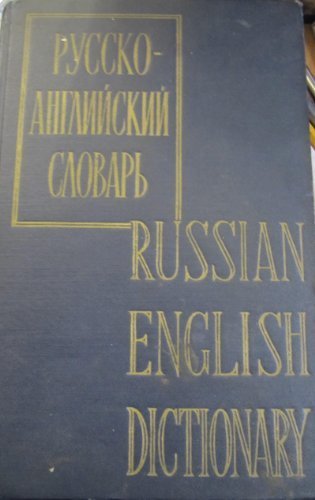 РУССКО-
АНГЛИЙСКИЙ
СЛОВАРЬ
RUSSIAN
ENGLISH
DICTIONARY